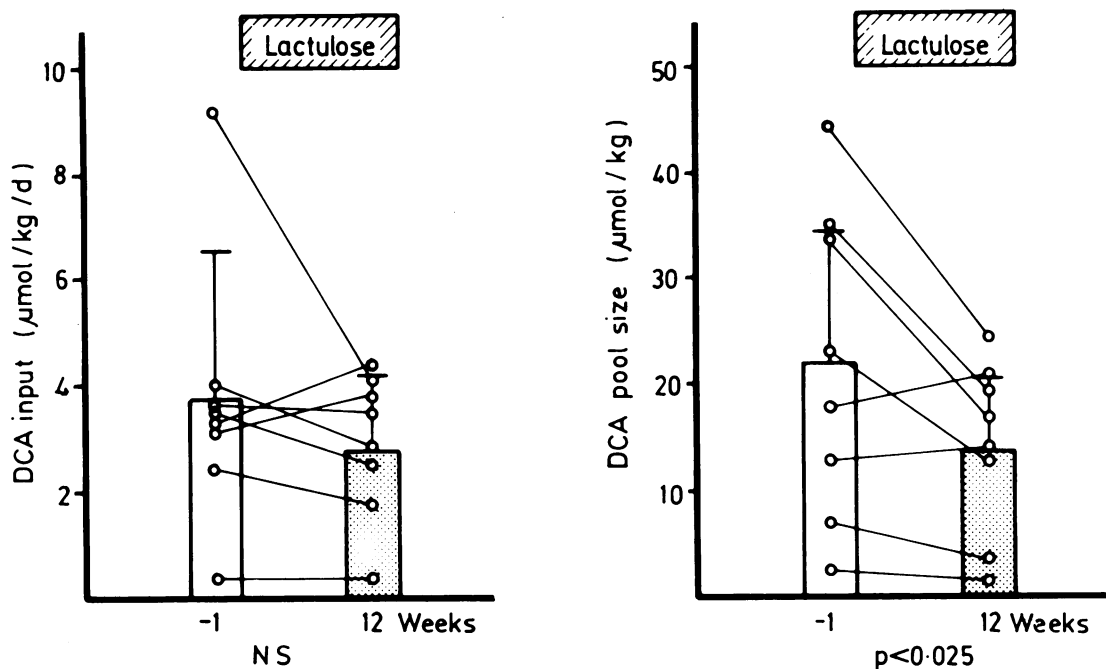 Lactulose
DCA input (µmol/kg/d)
10
8
6
4
2
-1
12 Weeks
NS
Lactulose
DCA pool size (µmol/kg)
50
40
30
20
10
-1
12 Weeks
p<0·025